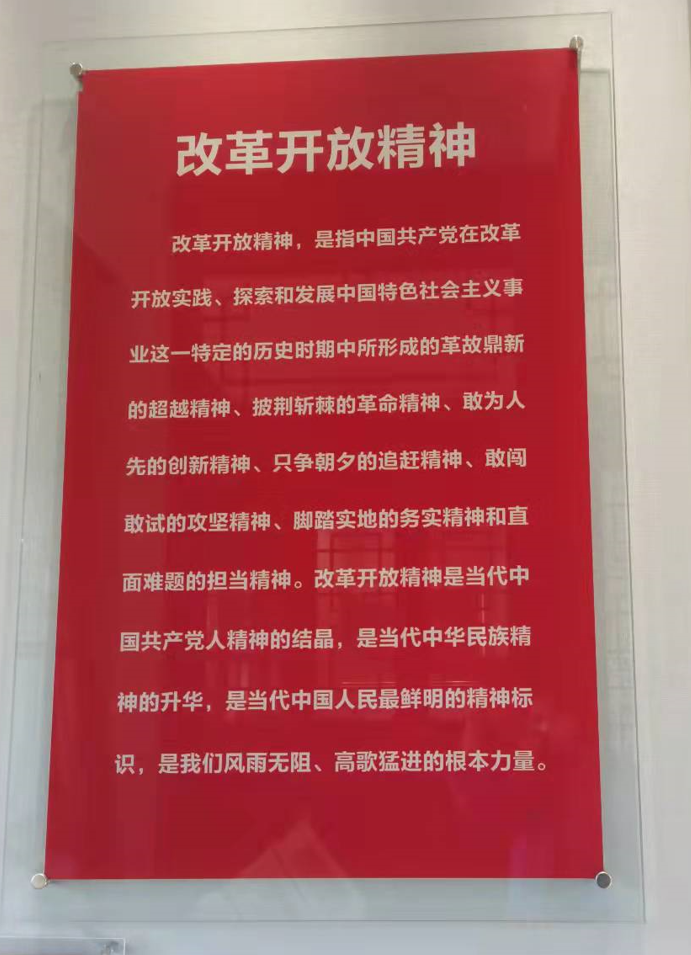 改革开放精神
改革开放精神，是指中国共产党在改革
开放实践、探索和发展中国特色社会主义事
业这一特定的历史时期中所形成的革故鼎新
的超越精神、披荆斩棘的革命精神、敢为人
先的创新精神、只争朝夕的追赶精神、敢闯
敢试的攻坚精神、脚踏实地的务实精神和直
面难题的担当精神。改革开放精神是当代中
国共产党人精神的结晶，是当代中华民族精
神的升华，是当代中国人民最鲜明的精神标
识，是我们风雨无阻、高歌猛进的根本力量。